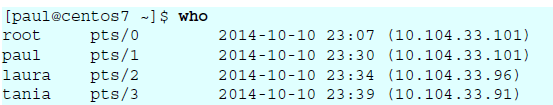 [paul@centos7 ~]$ who
root     pts/0        2014-10-10 23:07 (10.104.33.101)
paul     pts/1        2014-10-10 23:30 (10.104.33.101)
laura    pts/2        2014-10-10 23:34 (10.104.33.96)
tania    pts/3        2014-10-10 23:39 (10.104.33.91)